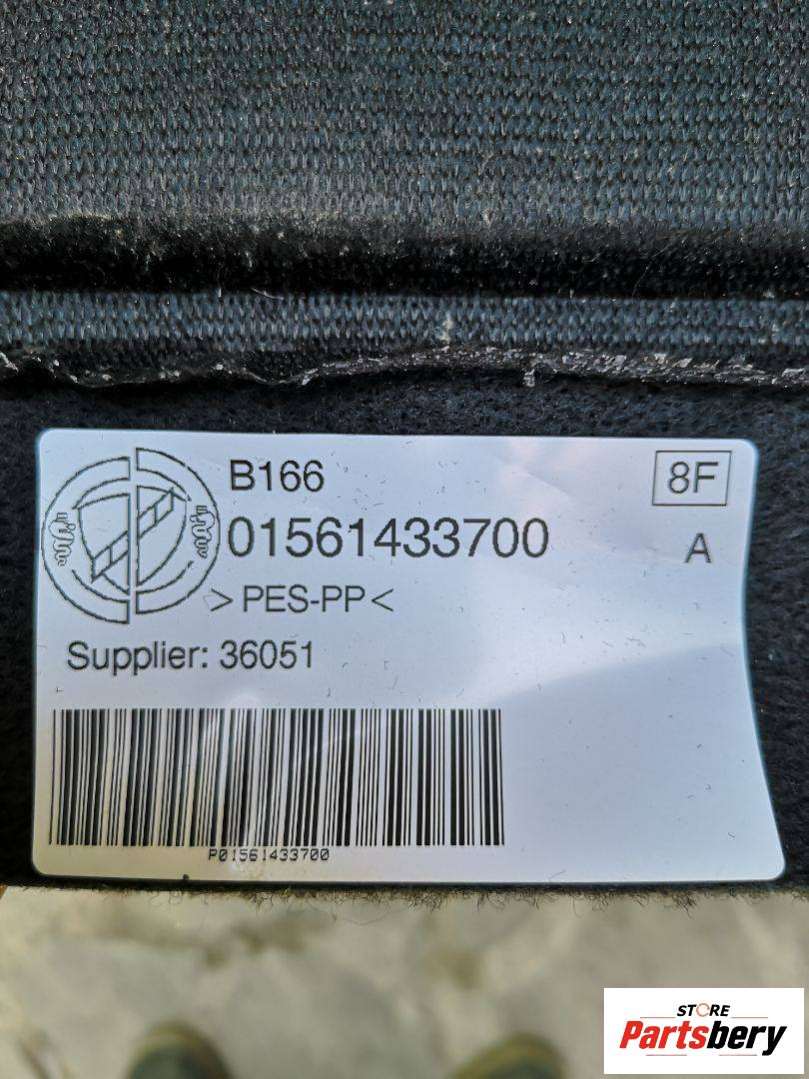 B166
8F
01561433700
A
>PES-PP<
Supplier: 36051
P01561433700
STORE
Partsbery